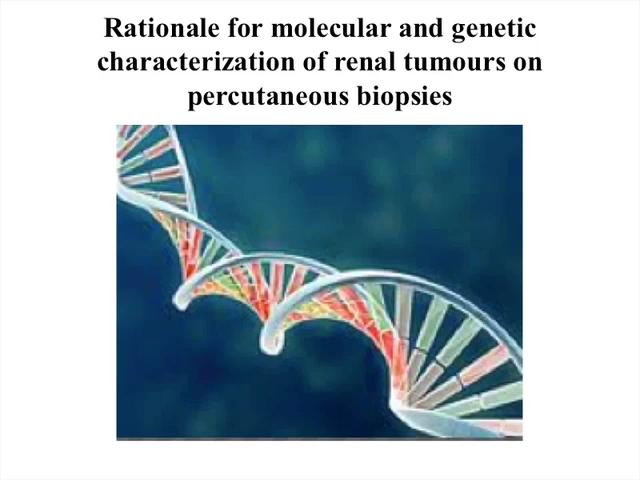 Rationale for molecular and genetic
characterization of renal tumours on
percutaneous biopsies